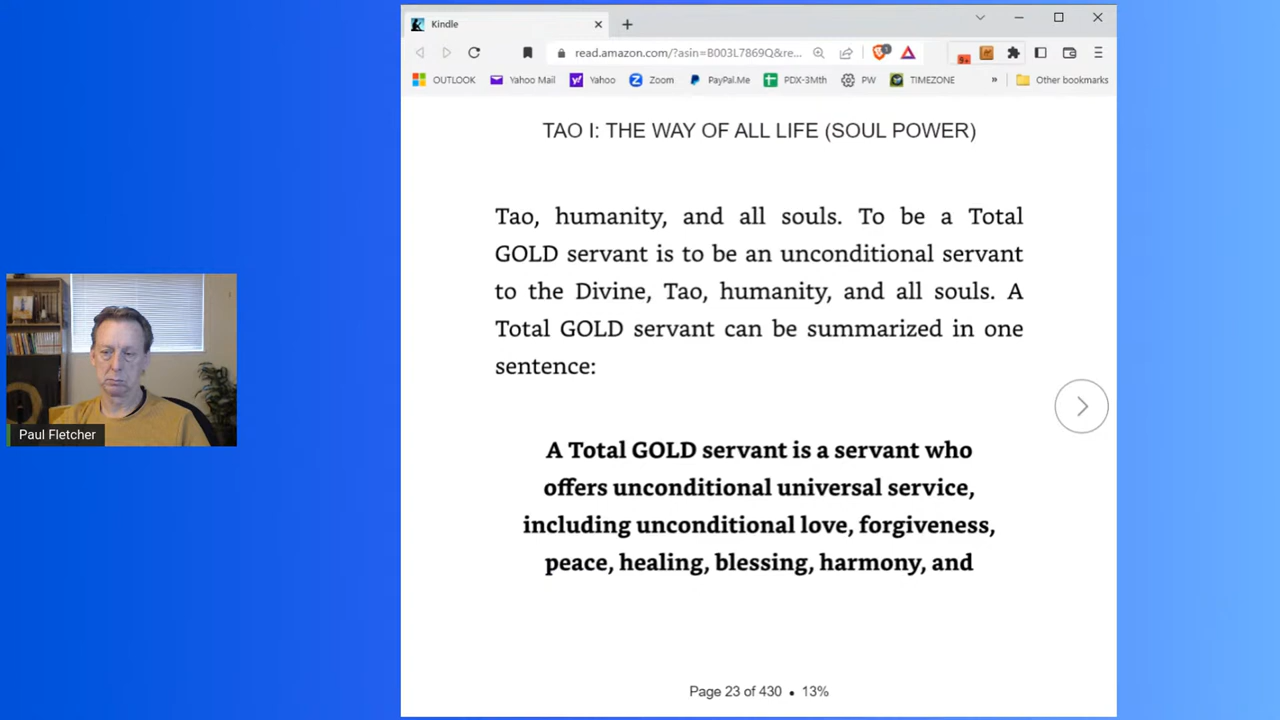 Kindle
read.amazon.com/?asin=B003L7869Q&re...
9+
OUTLOOK Yahoo Mail Yahoo Zoom PayPal.Me PDX-3Mth PW TIMEZONE » Other bookmarks
TAO I: THE WAY OF ALL LIFE (SOUL POWER)
Tao, humanity, and all souls. To be a Total
GOLD servant is to be an unconditional servant
to the Divine, Tao, humanity, and all souls. A
Total GOLD servant can be summarized in one
sentence:
A Total GOLD servant is a servant who
offers unconditional universal service,
including unconditional love, forgiveness,
peace, healing, blessing, harmony, and
Page 23 of 430 • 13%
Paul Fletcher